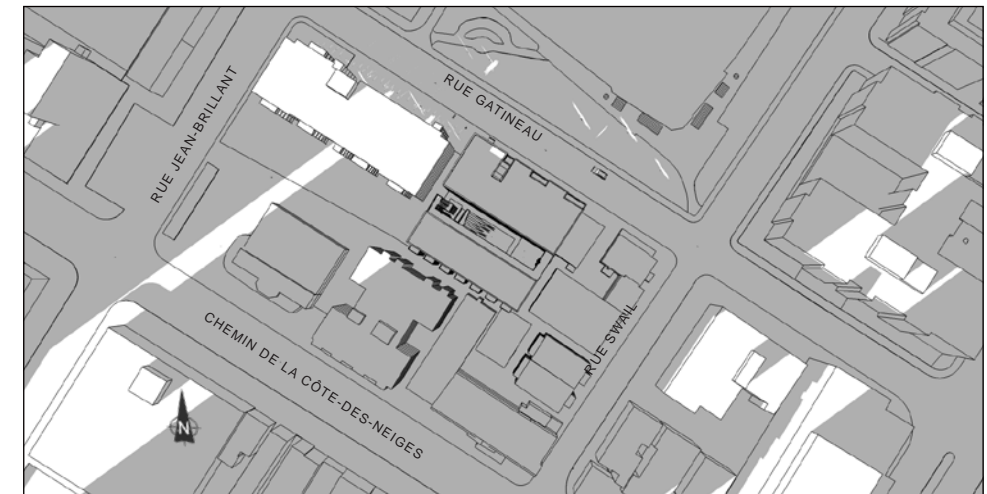 RUE GATINEAU
RUE JEAN-BRILLANT
RUE SWAIL
CHEMIN DE LA CÔTE-DES-NEIGES
N